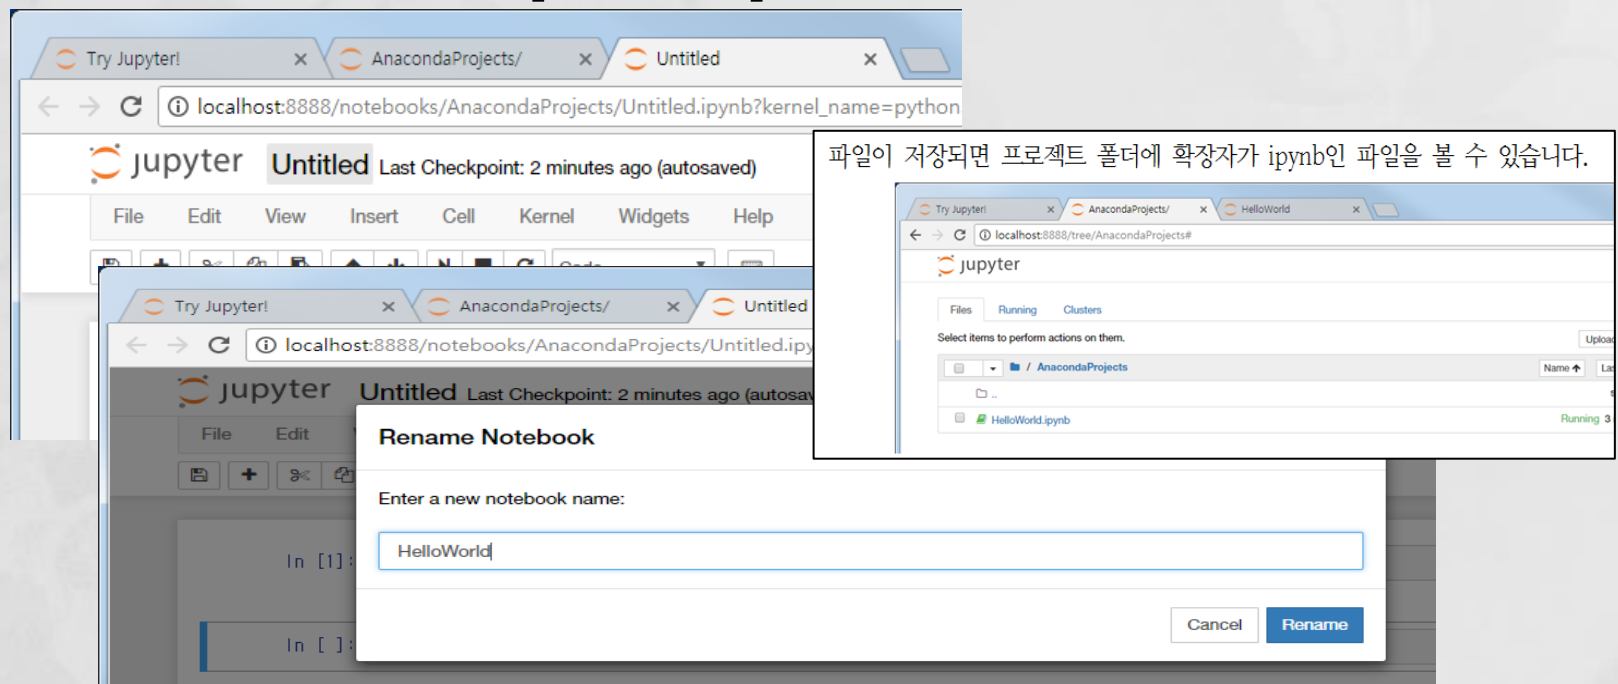 Try Jupyter!
AnacondaProjects/
Untitled
localhost:8888/notebooks/AnacondaProjects/Untitled.ipynb?kernel_name=python
jupyter Untitled Last Checkpoint: 2 minutes ago (autosaved)
File Edit View Insert Cell Kernel Widgets Help
Try Jupyter!
AnacondaProjects/
Untitled
localhost:8888/notebooks/AnacondaProjects/Untitled.ipy
jupyter Untitled Last Checkpoint: 2 minutes ago (autosav
File Edit
Rename Notebook
Enter a new notebook name:
HelloWorld
Cancel Rename
In [1]:
In [ ]:
파일이 저장되면 프로젝트 폴더에 확장자가 ipynb인 파일을 볼 수 있습니다.
Try Jupyter!
AnacondaProjects/
HelloWorld
localhost:8888/tree/AnacondaProjects#
jupyter
Files Running Clusters
Select items to perform actions on them.
Upload
/ AnacondaProjects
Name
La
..
HelloWorld.ipynb
Running 3